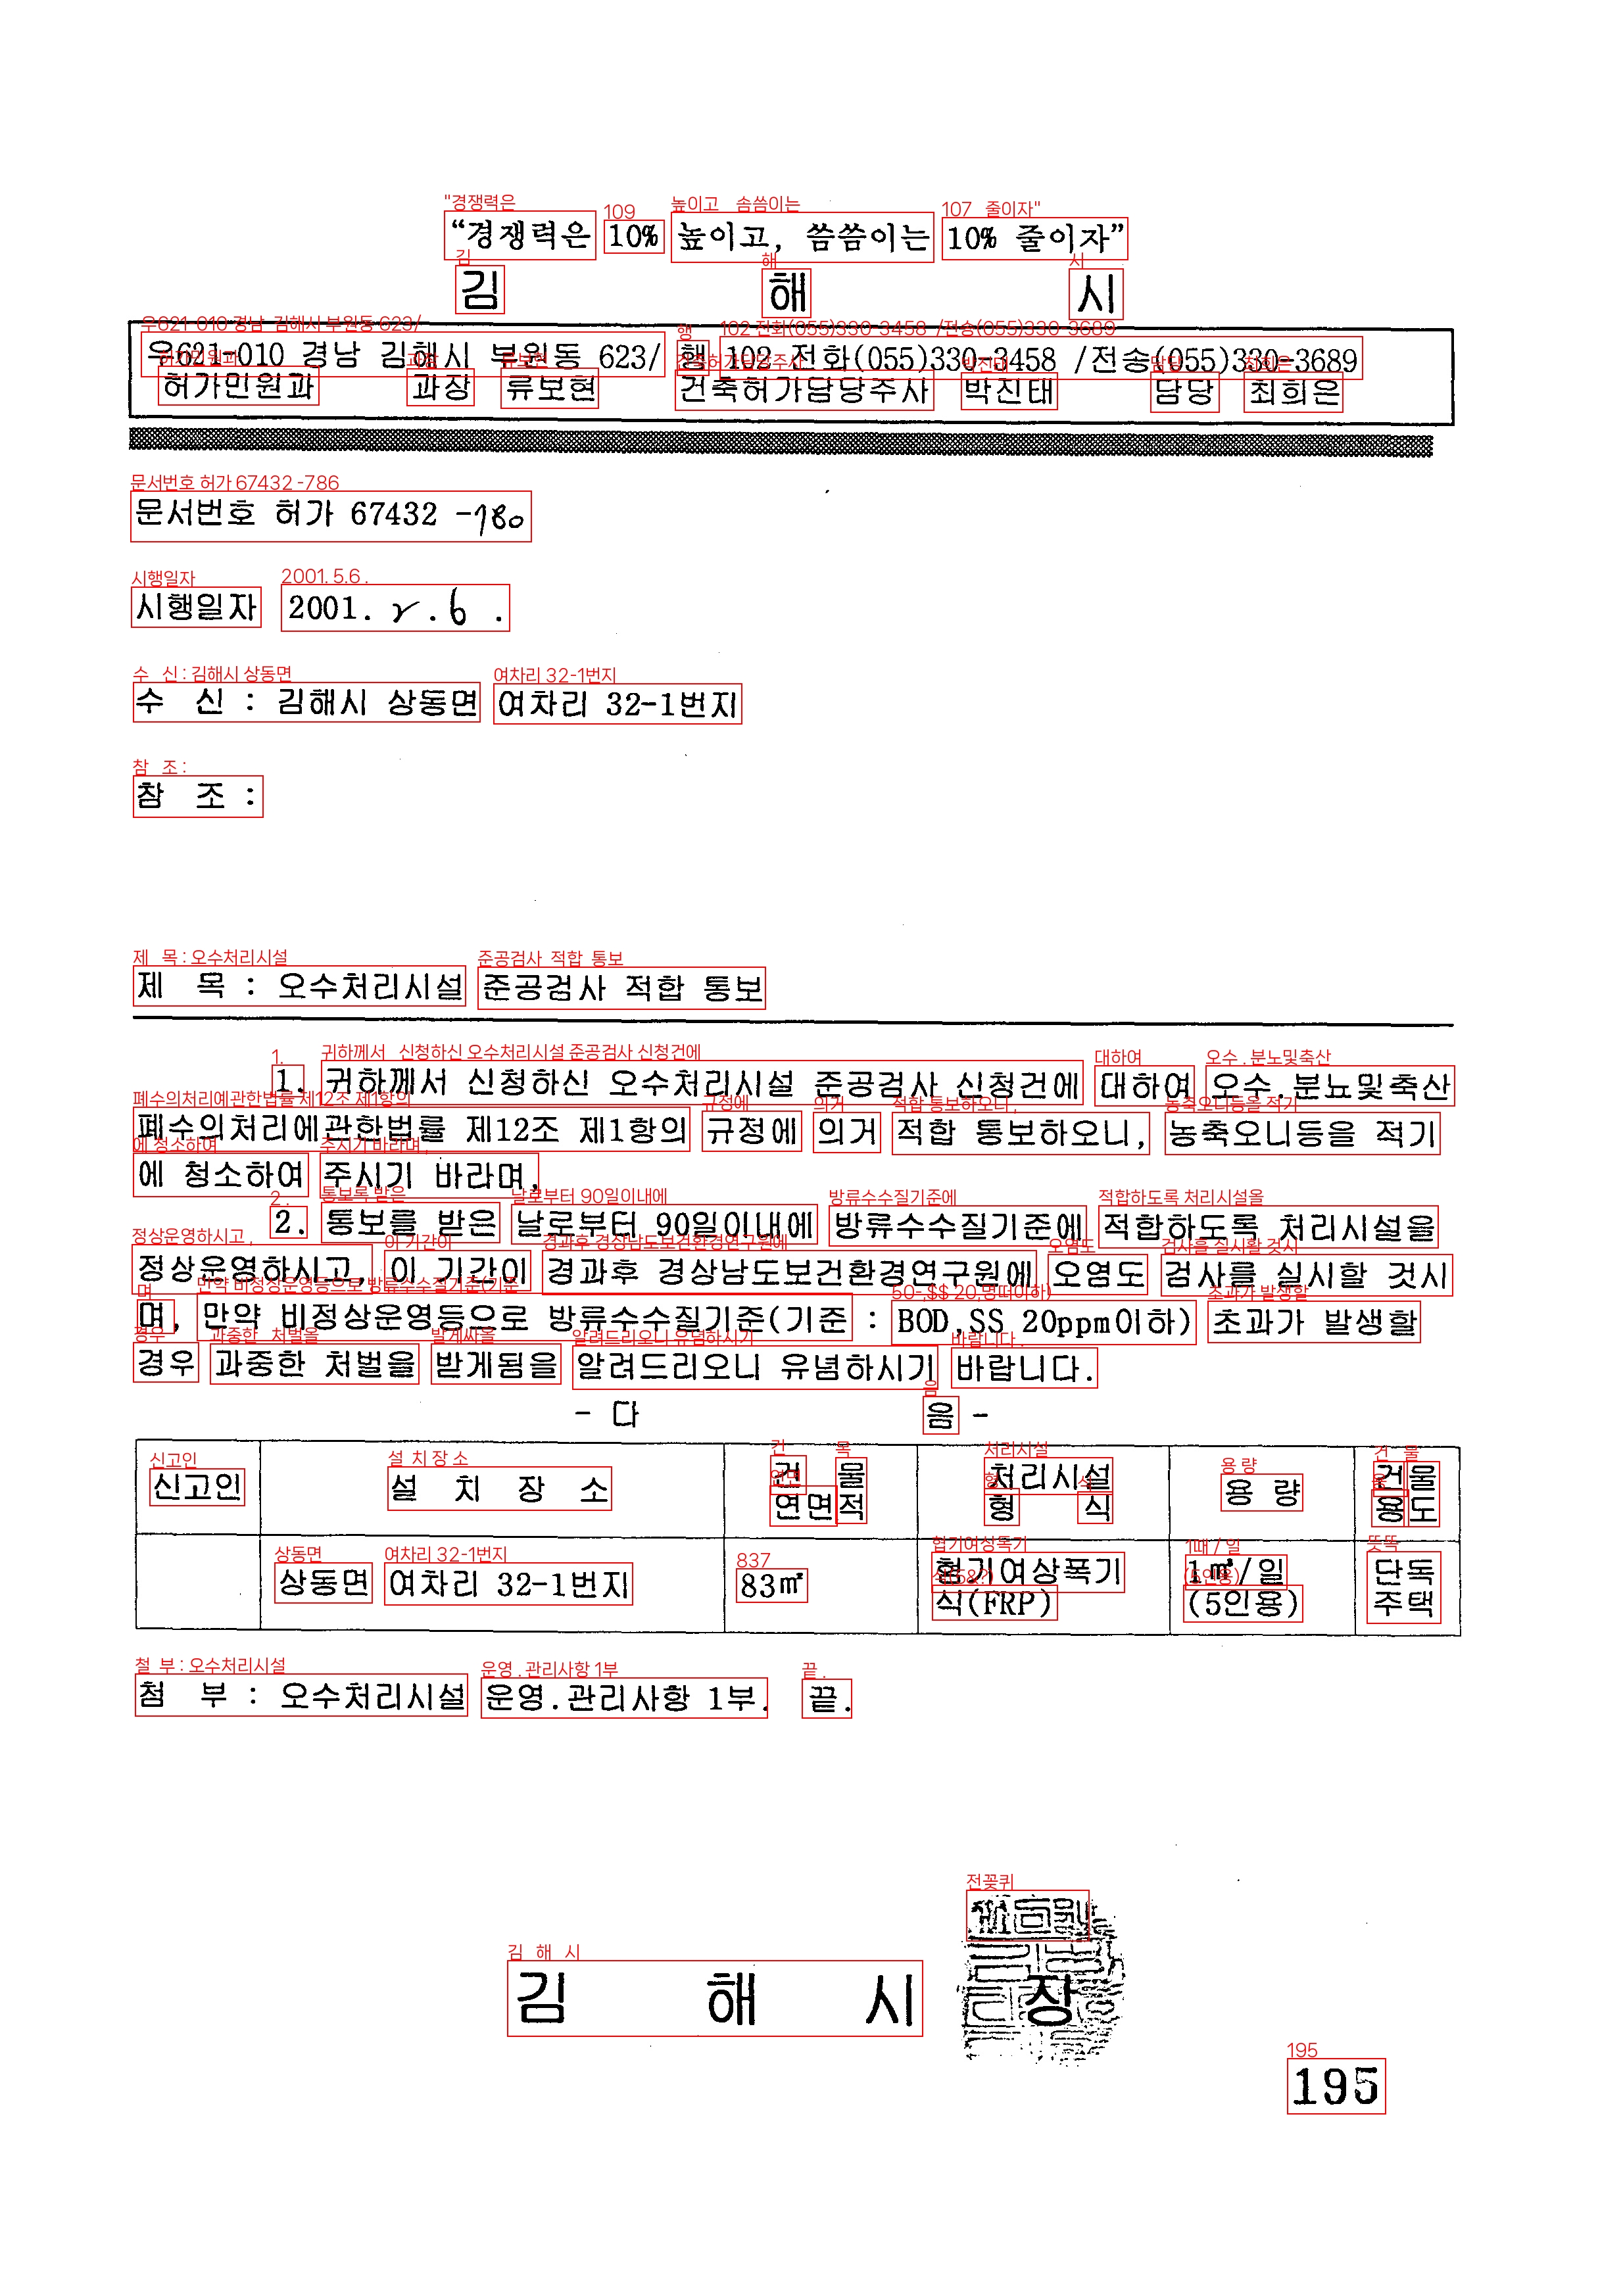 “경쟁력은 10% 높이고, 씀씀이는 10% 줄이자”
김 해 시
우621-010 경남 김해시 부원동 623/ 행 102 전화(055)330-3458 /전송(055)330-3689
허가민원과 과장 류보현 건축허가담당주사 박진태 담당 최희은
문서번호 허가 67432 -780
시행일자 2001. . 6 .
수 신 : 김해시 상동면 여차리 32-1번지
참 조 :
제 목 : 오수처리시설 준공검사 적합 통보
1. 귀하께서 신청하신 오수처리시설 준공검사 신청건에 대하여 오수.분뇨및축산
폐수의처리에관한법률 제12조 제1항의 규정에 의거 적합 통보하오니, 농축오니등을 적기
에 청소하여 주시기 바라며,
2. 통보를 받은 날로부터 90일이내에 방류수수질기준에 적합하도록 처리시설을
정상운영하시고, 이 기간이 경과후 경상남도보건환경연구원에 오염도 검사를 실시할 것시
며, 만약 비정상운영등으로 방류수수질기준(기준 : BOD,SS 20ppm이하) 초과가 발생할
경우 과중한 처벌을 받게됨을 알려드리오니 유념하시기 바랍니다.
- 다 음 -
신고인 설 치 장 소 건 물 연면적 처리시설 형 식 용 량 건물 용도
상동면 여차리 32-1번지 83㎡ 혐기여상폭기식(FRP) 1㎥/일 (5인용) 단독주택
첨 부 : 오수처리시설 운영.관리사항 1부. 끝.
김 해 시 장
195